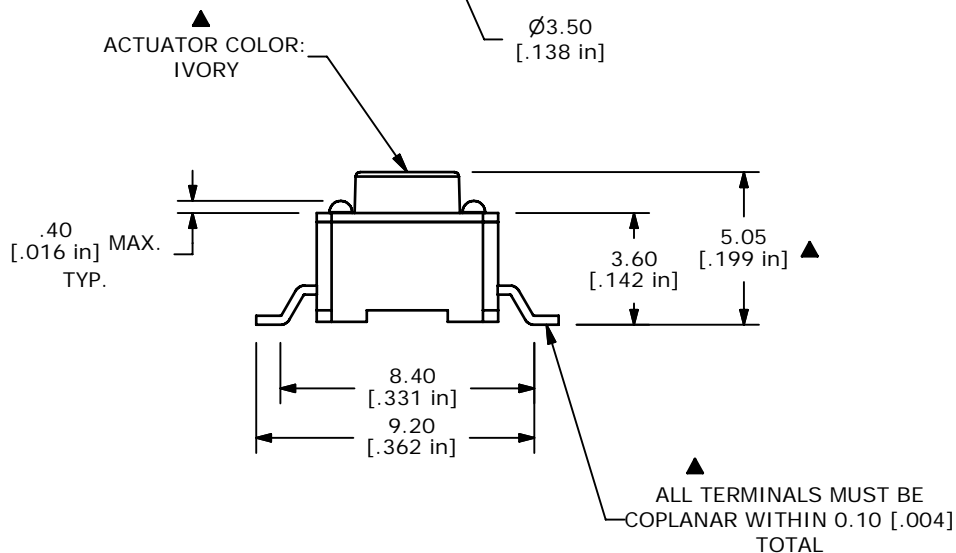 Ø3.50
[.138 in]
▲
ACTUATOR COLOR:
IVORY
.40
[.016 in] MAX.
TYP.
3.60
[.142 in]
5.05
[.199 in] ▲
8.40
[.331 in]
9.20
[.362 in]
▲
ALL TERMINALS MUST BE
COPLANAR WITHIN 0.10 [.004]
TOTAL